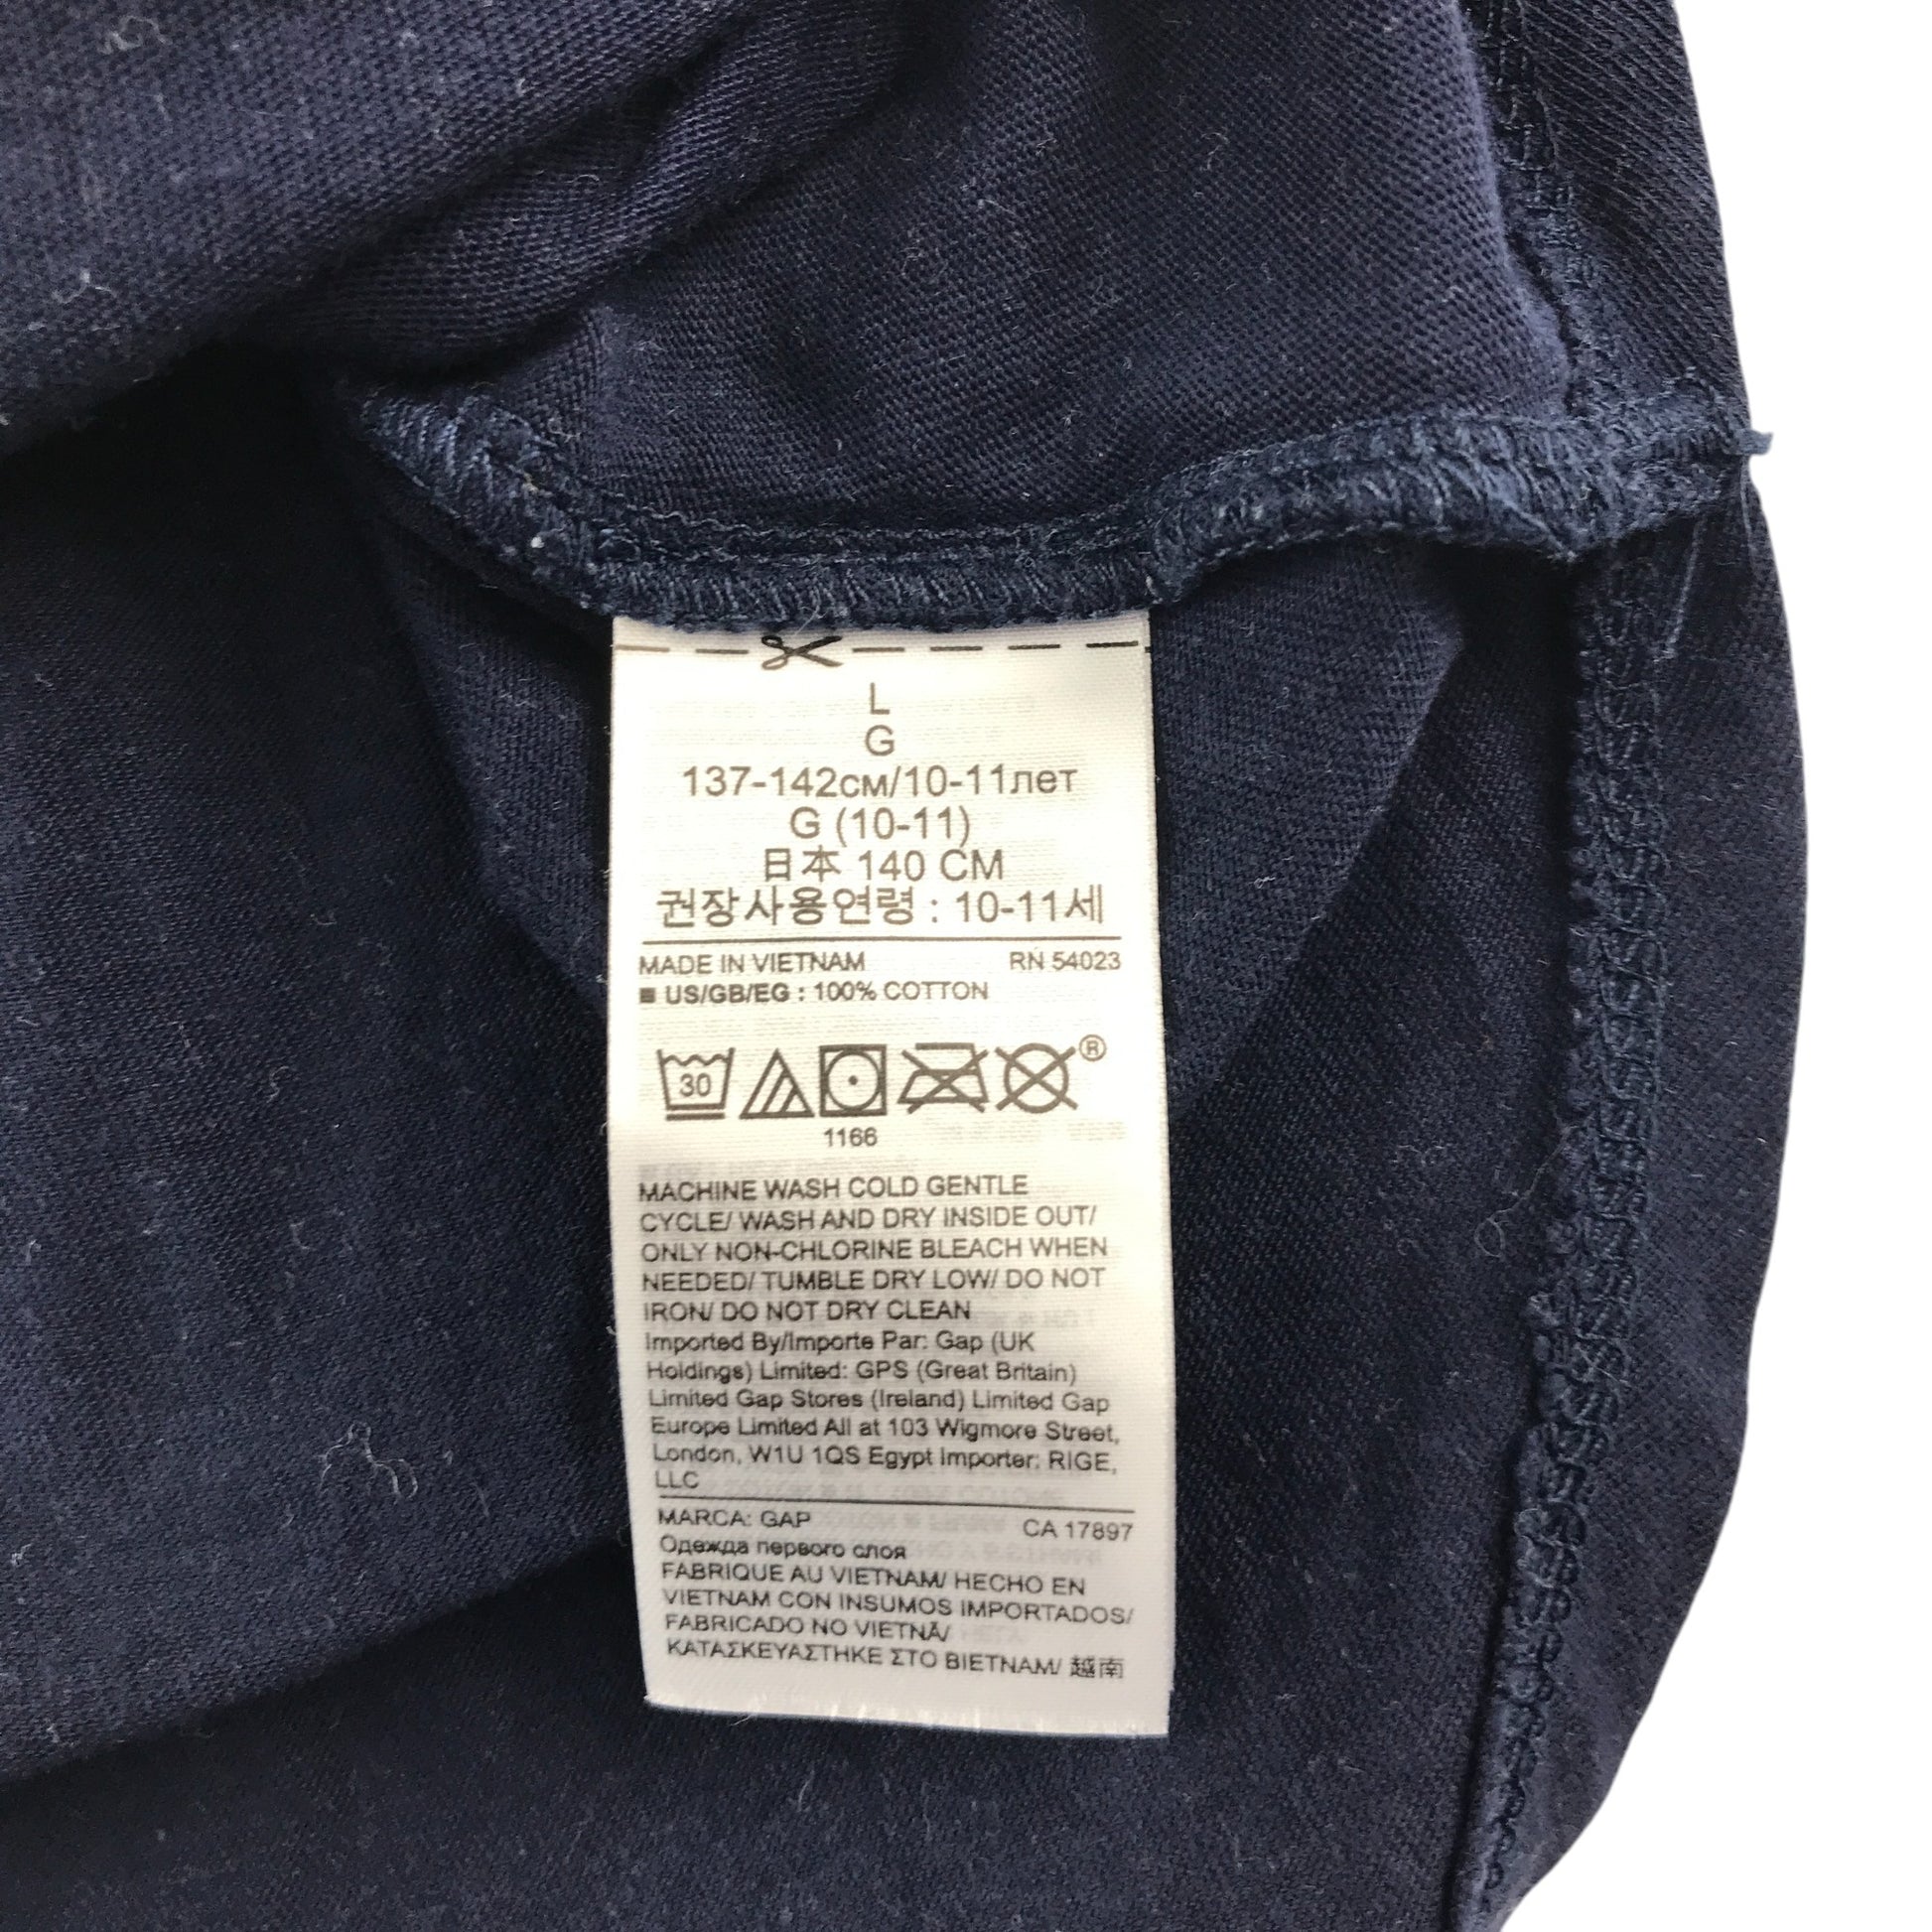 L
G
137-142см/10-11лет
G (10-11)
日本 140 CM
권장사용연령 : 10-11세
MADE IN VIETNAM RN 54023
■ US/GB/EG : 100% COTTON
30 ®
1166
MACHINE WASH COLD GENTLE
CYCLE/ WASH AND DRY INSIDE OUT/
ONLY NON-CHLORINE BLEACH WHEN
NEEDED/ TUMBLE DRY LOW/ DO NOT
IRON/ DO NOT DRY CLEAN
Imported By/Importe Par: Gap (UK
Holdings) Limited: GPS (Great Britain)
Limited Gap Stores (Ireland) Limited Gap
Europe Limited All at 103 Wigmore Street,
London, W1U 1QS Egypt Importer: RIGE,
LLC
MARCA: GAP CA 17897
Одежда первого слоя
FABRIQUE AU VIETNAM/ HECHO EN
VIETNAM CON INSUMOS IMPORTADOS/
FABRICADO NO VIETNÃ/
ΚΑΤΑΣΚΕΥΑΣΤΗΚΕ ΣΤΟ ΒΙΕΤΝΑΜ/ 越南